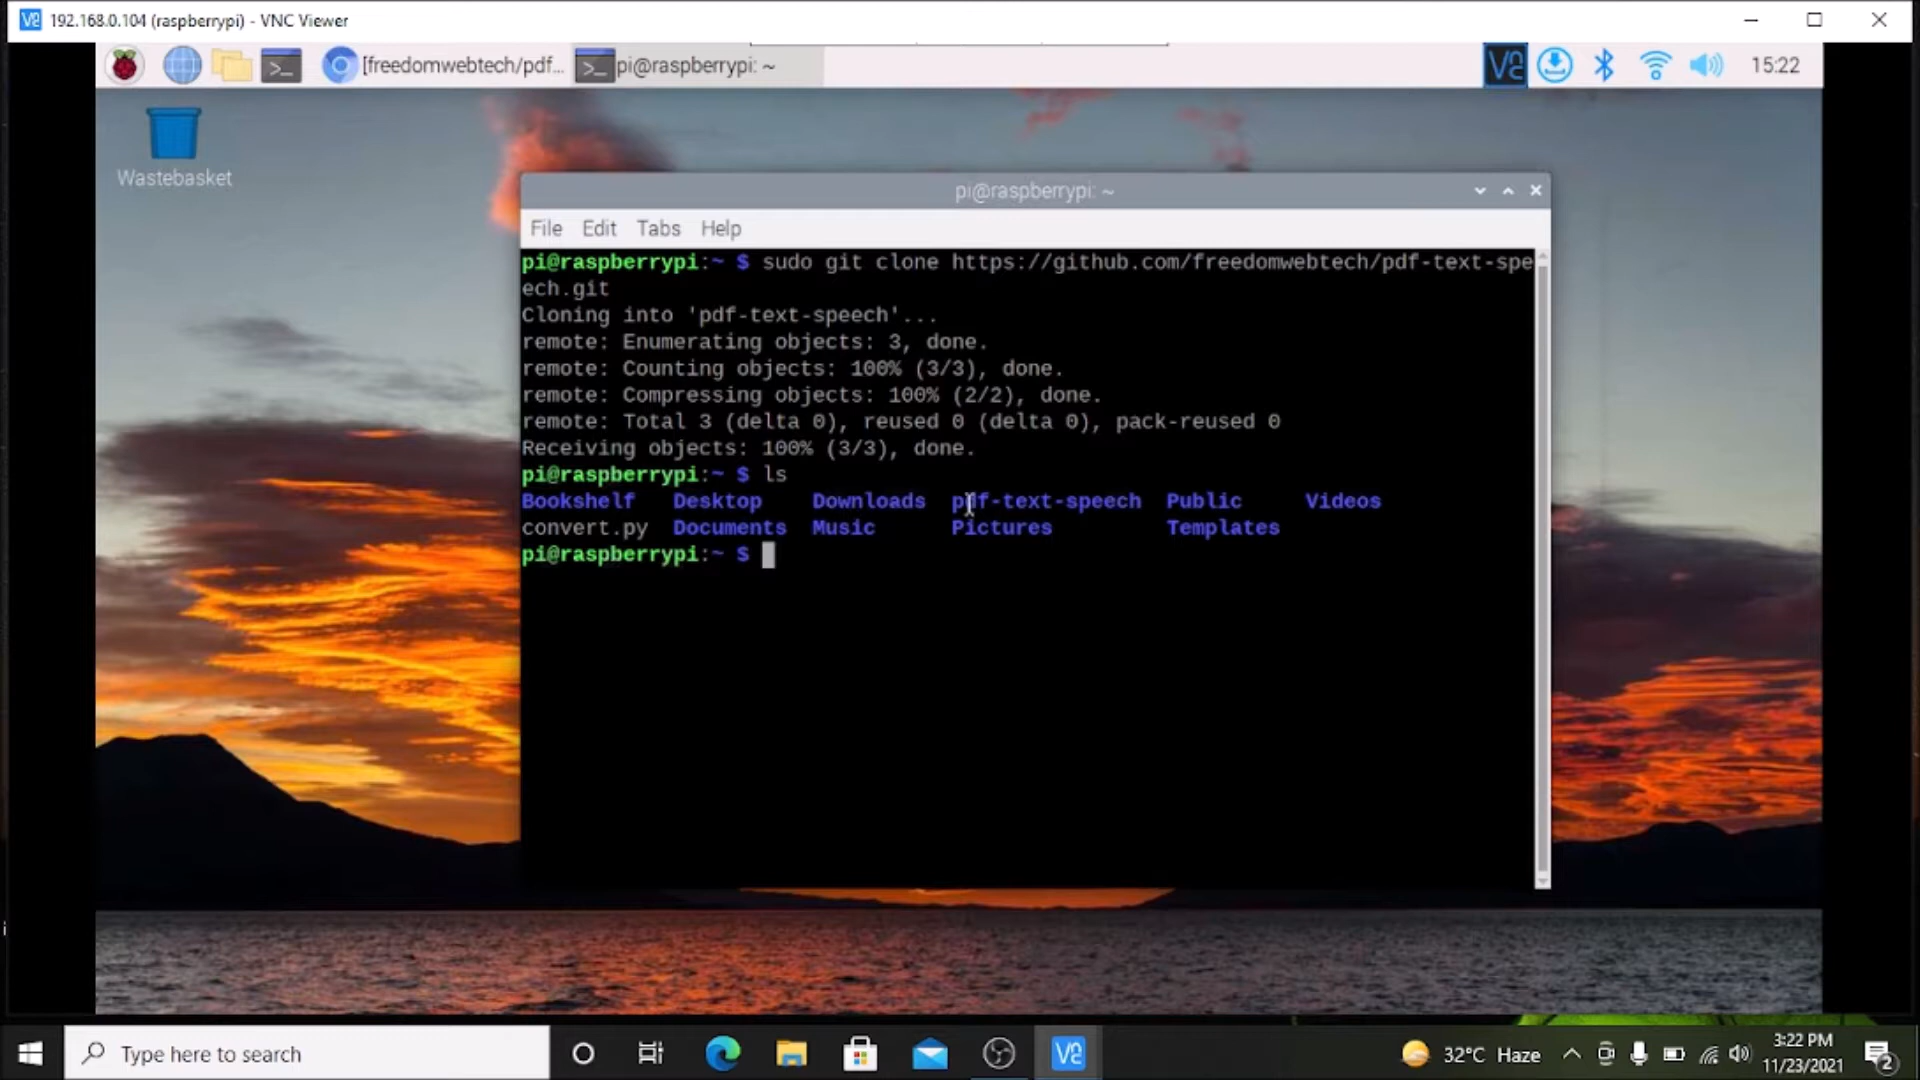 192.168.0.104 (raspberrypi) - VNC Viewer
[freedomwebtech/pdf...
pi@raspberrypi: ~
15:22
Wastebasket
pi@raspberrypi: ~
File Edit Tabs Help
pi@raspberrypi:~ $ sudo git clone https://github.com/freedomwebtech/pdf-text-spe
ech.git
Cloning into 'pdf-text-speech'...
remote: Enumerating objects: 3, done.
remote: Counting objects: 100% (3/3), done.
remote: Compressing objects: 100% (2/2), done.
remote: Total 3 (delta 0), reused 0 (delta 0), pack-reused 0
Receiving objects: 100% (3/3), done.
pi@raspberrypi:~ $ ls
Bookshelf Desktop Downloads pdf-text-speech Public Videos
convert.py Documents Music Pictures Templates
pi@raspberrypi:~ $
Type here to search
32°C Haze
3:22 PM
11/23/2021
2